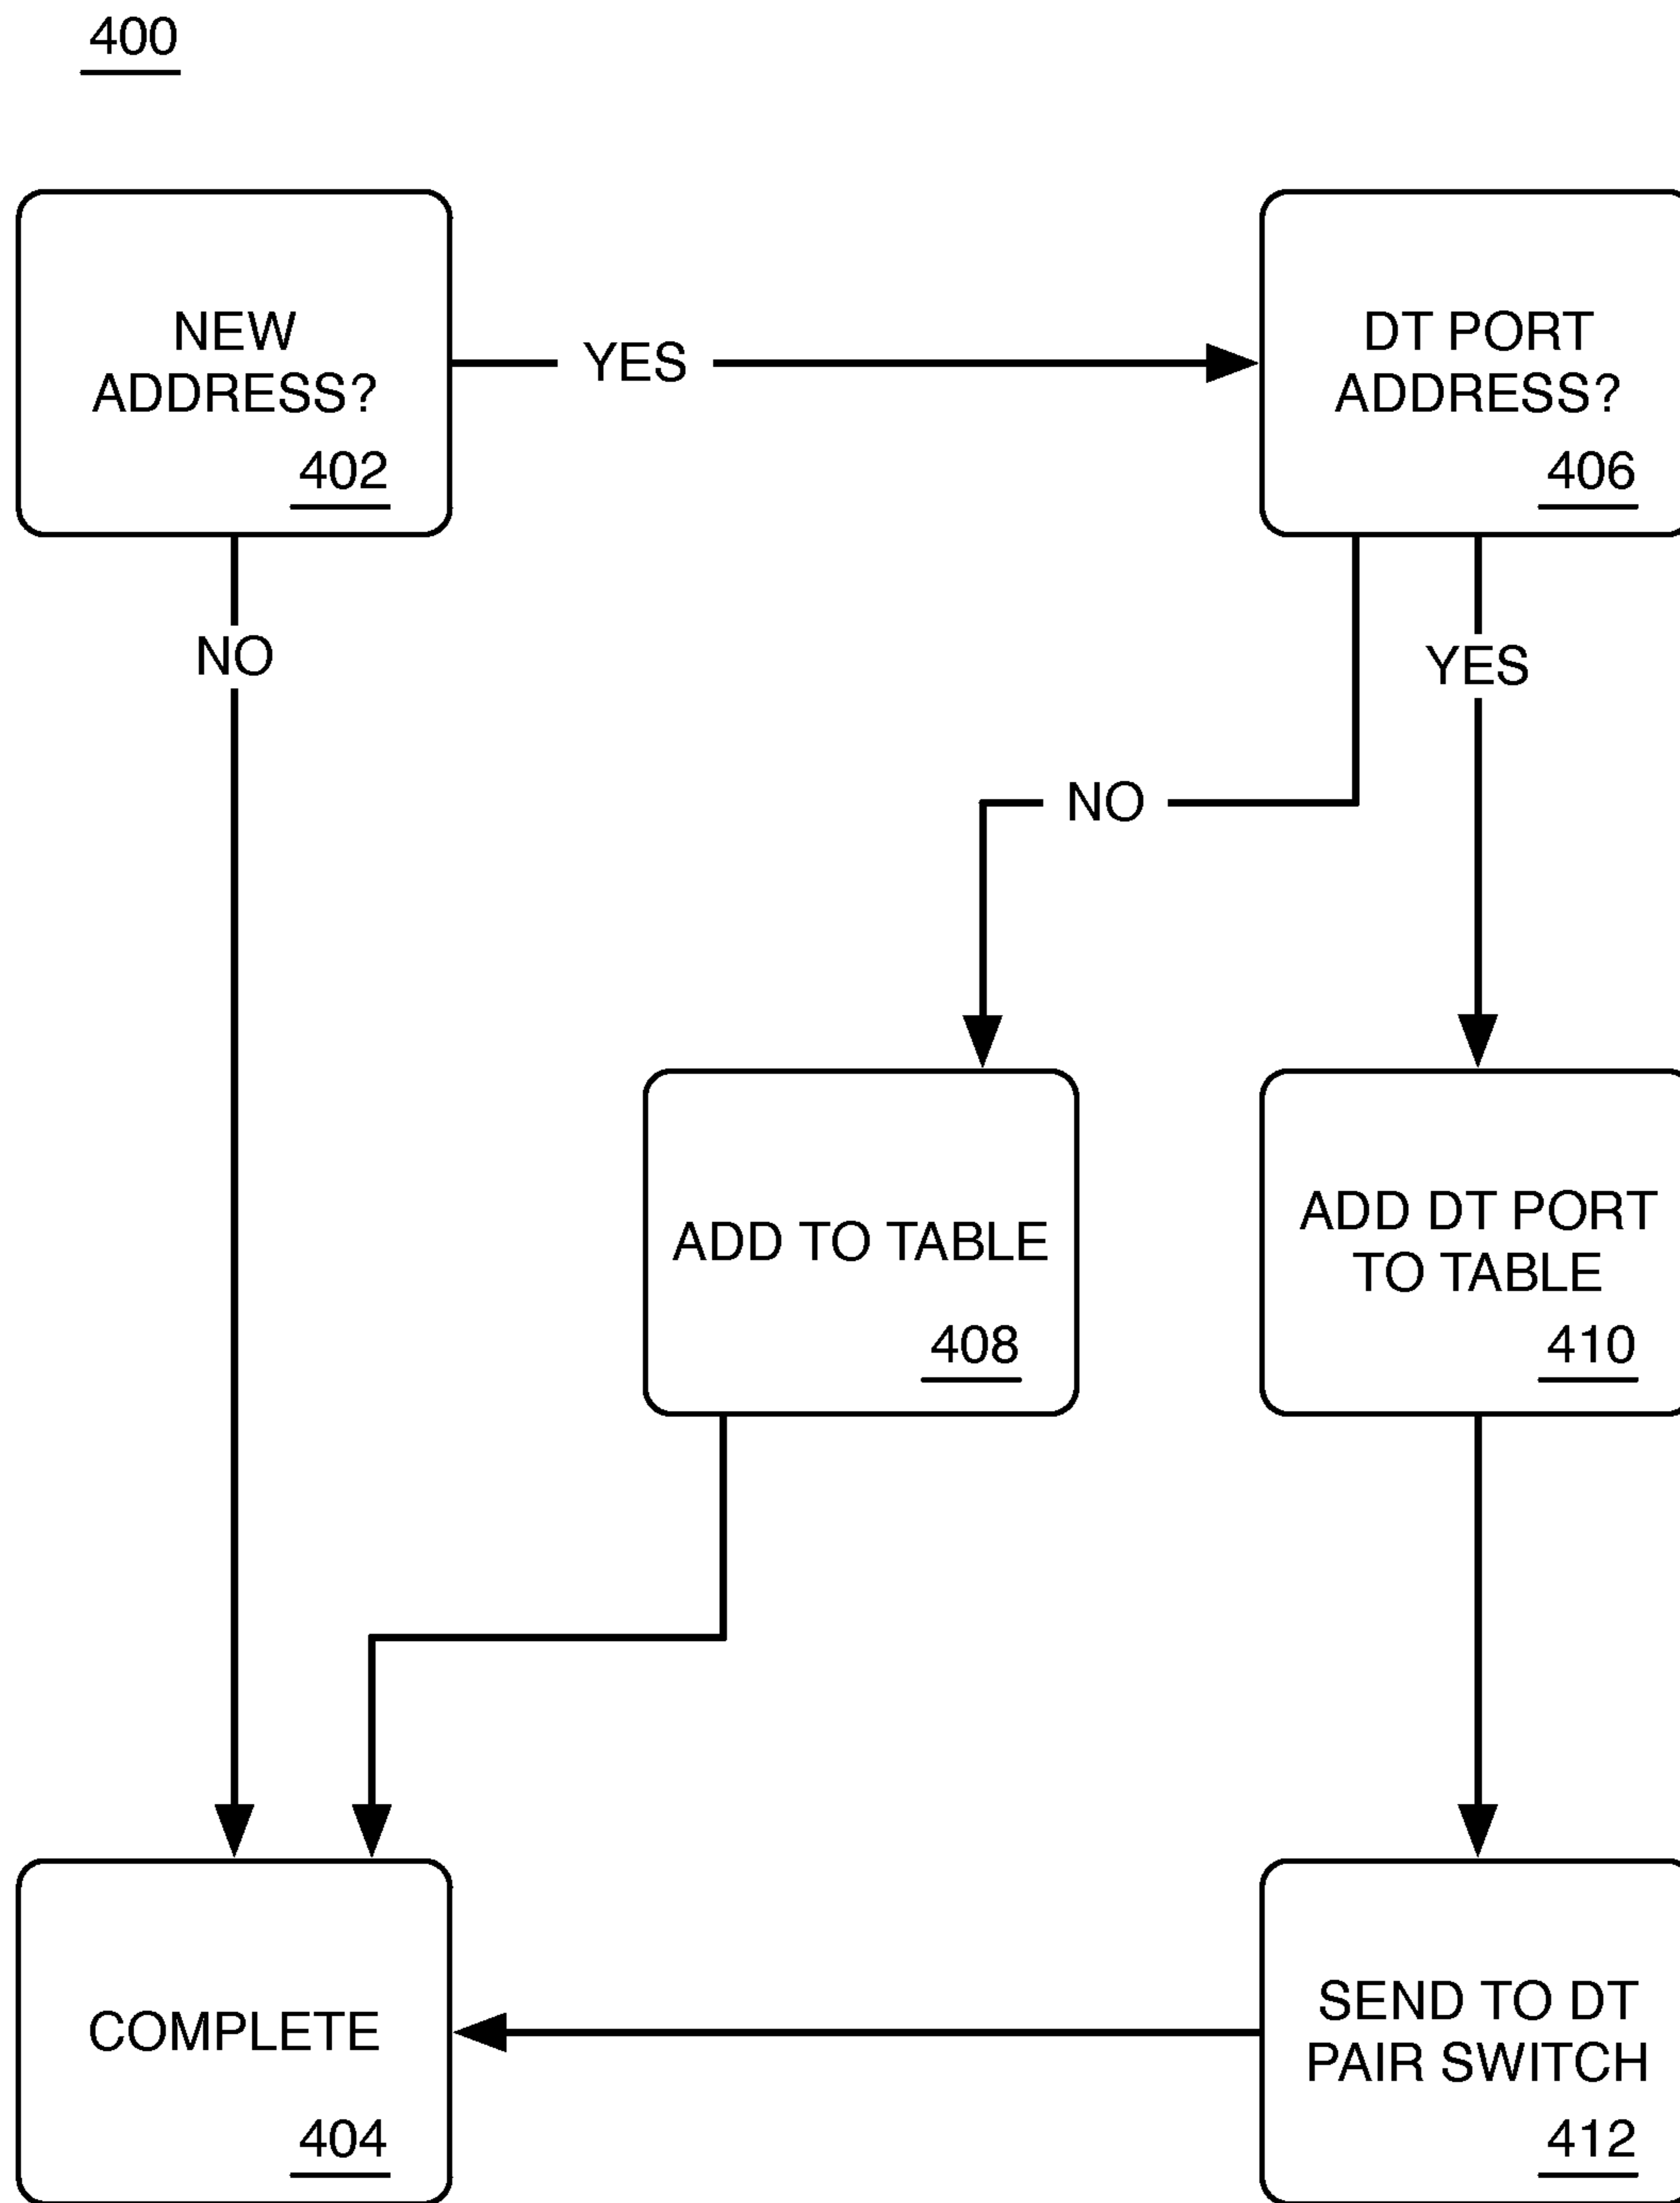 400
NEW
ADDRESS?
402
YES
DT PORT
ADDRESS?
406
NO
YES
NO
ADD TO TABLE
408
ADD DT PORT
TO TABLE
410
COMPLETE
404
SEND TO DT
PAIR SWITCH
412